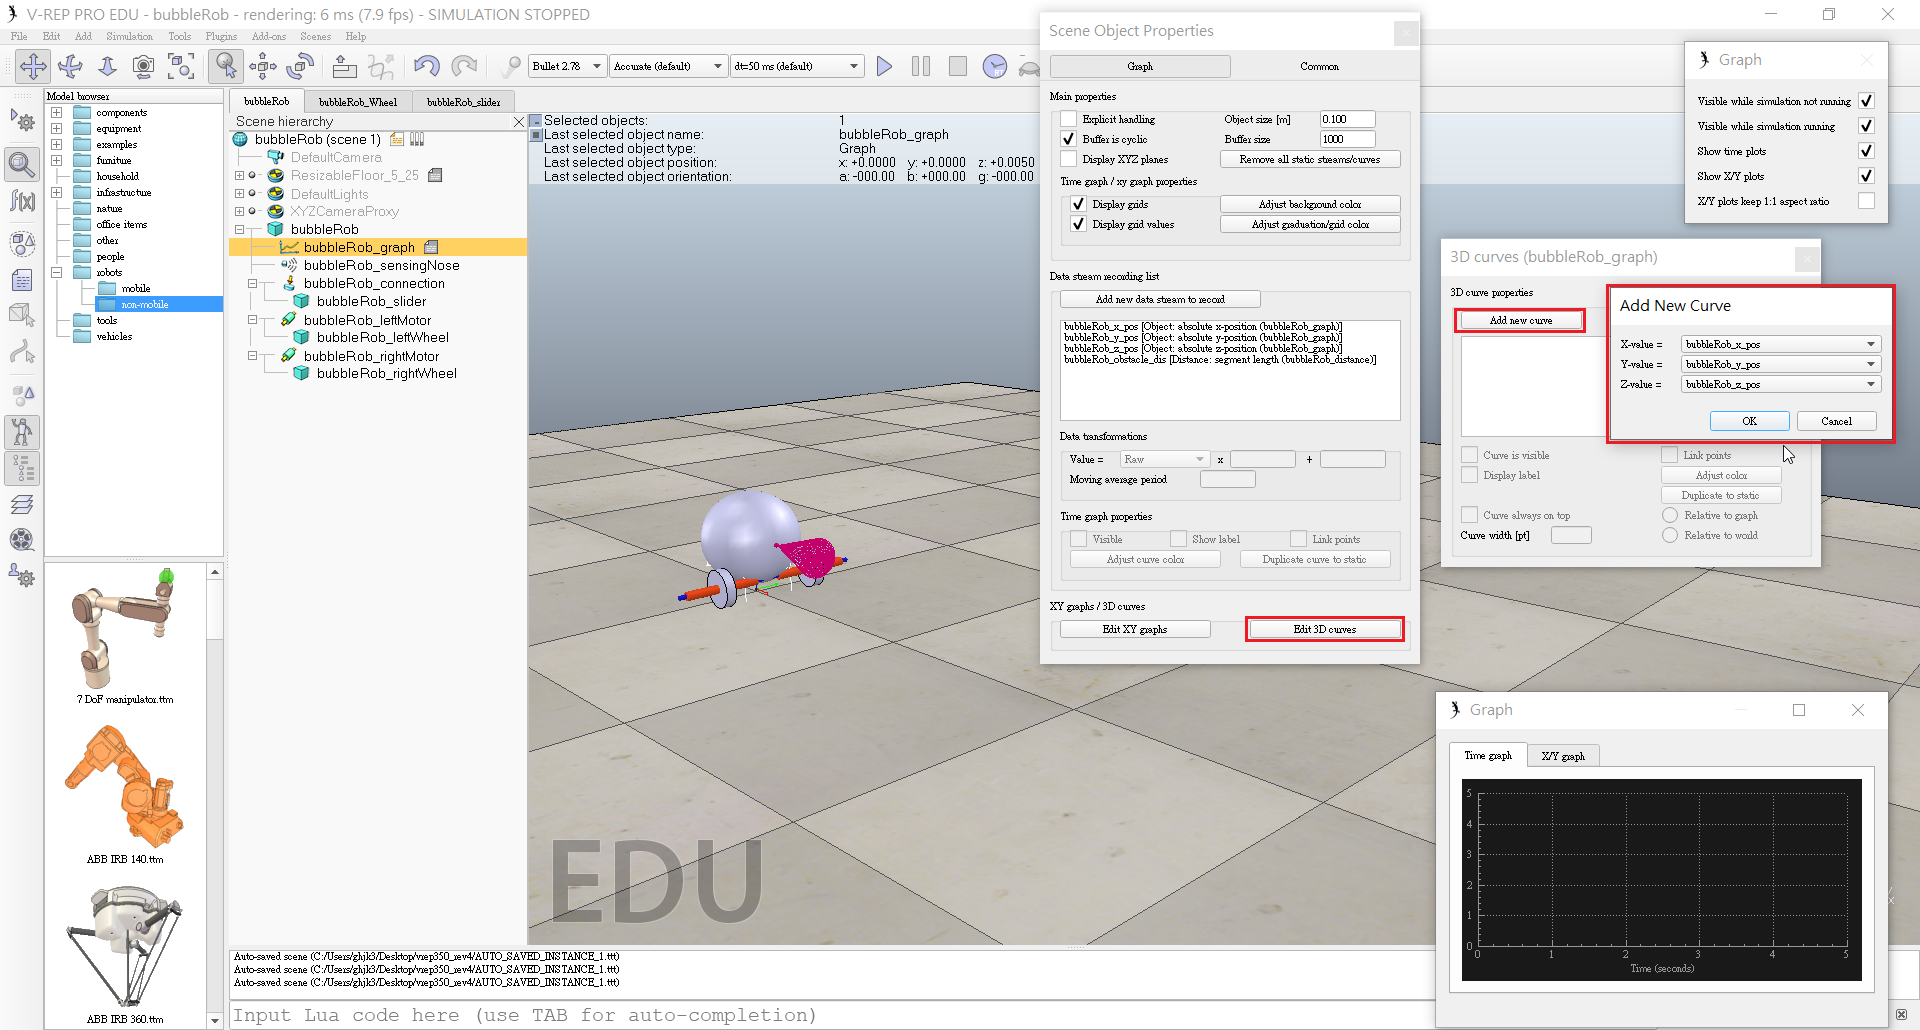 V-REP PRO EDU - bubbleRob - rendering: 6 ms (7.9 fps) - SIMULATION STOPPED
File Edit Add Simulation Tools Plugins Add-ons Scenes Help
Bullet 2.78 Accurate (default) dt=50 ms (default)
Model browser
components
equipment
examples
furniture
household
infrastructure
nature
office items
other
people
robots
mobile
non-mobile
tools
vehicles
7 DoF manipulator.ttm
ABB IRB 140.ttm
ABB IRB 360.ttm
bubbleRob bubbleRob_Wheel bubbleRob_slider
Scene hierarchy
bubbleRob (scene 1)
DefaultCamera
ResizableFloor_5_25
DefaultLights
XYZCameraProxy
bubbleRob
bubbleRob_graph
bubbleRob_sensingNose
bubbleRob_connection
bubbleRob_slider
bubbleRob_leftMotor
bubbleRob_leftWheel
bubbleRob_rightMotor
bubbleRob_rightWheel
Selected objects: 1
Last selected object name: bubbleRob_graph
Last selected object type: Graph
Last selected object position: x: +0.0000 y: +0.0000 z: +0.0050
Last selected object orientation: a: -000.00 b: +000.00 g: -000.00
EDU
Auto-saved scene (C:/Users/ghjk3/Desktop/vrep350_rev4/AUTO_SAVED_INSTANCE_1.ttt)
Auto-saved scene (C:/Users/ghjk3/Desktop/vrep350_rev4/AUTO_SAVED_INSTANCE_1.ttt)
Auto-saved scene (C:/Users/ghjk3/Desktop/vrep350_rev4/AUTO_SAVED_INSTANCE_1.ttt)
Input Lua code here (use TAB for auto-completion)
Scene Object Properties
Graph Common
Main properties
Explicit handling Object size [m] 0.100
Buffer is cyclic Buffer size 1000
Display XYZ planes Remove all static streams/curves
Time graph / xy graph properties
Display grids Adjust background color
Display grid values Adjust graduation/grid color
Data stream recording list
Add new data stream to record
bubbleRob_x_pos [Object: absolute x-position (bubbleRob_graph)]
bubbleRob_y_pos [Object: absolute y-position (bubbleRob_graph)]
bubbleRob_z_pos [Object: absolute z-position (bubbleRob_graph)]
bubbleRob_obstacle_dis [Distance: segment length (bubbleRob_distance)]
Data transformations
Value = Raw x +
Moving average period
Time graph properties
Visible Show label Link points
Adjust curve color Duplicate curve to static
XY graphs / 3D curves
Edit XY graphs Edit 3D curves
Graph
Visible while simulation not running
Visible while simulation running
Show time plots
Show X/Y plots
X/Y plots keep 1:1 aspect ratio
3D curves (bubbleRob_graph)
3D curve properties
Add new curve
Curve is visible Link points
Display label Adjust color
Duplicate to static
Curve always on top Relative to graph
Curve width [pt] Relative to world
Add New Curve
X-value = bubbleRob_x_pos
Y-value = bubbleRob_y_pos
Z-value = bubbleRob_z_pos
OK Cancel
Graph
Time graph X/Y graph
5
4
3
2
1
0
0 1 2 3 4 5
Time (seconds)